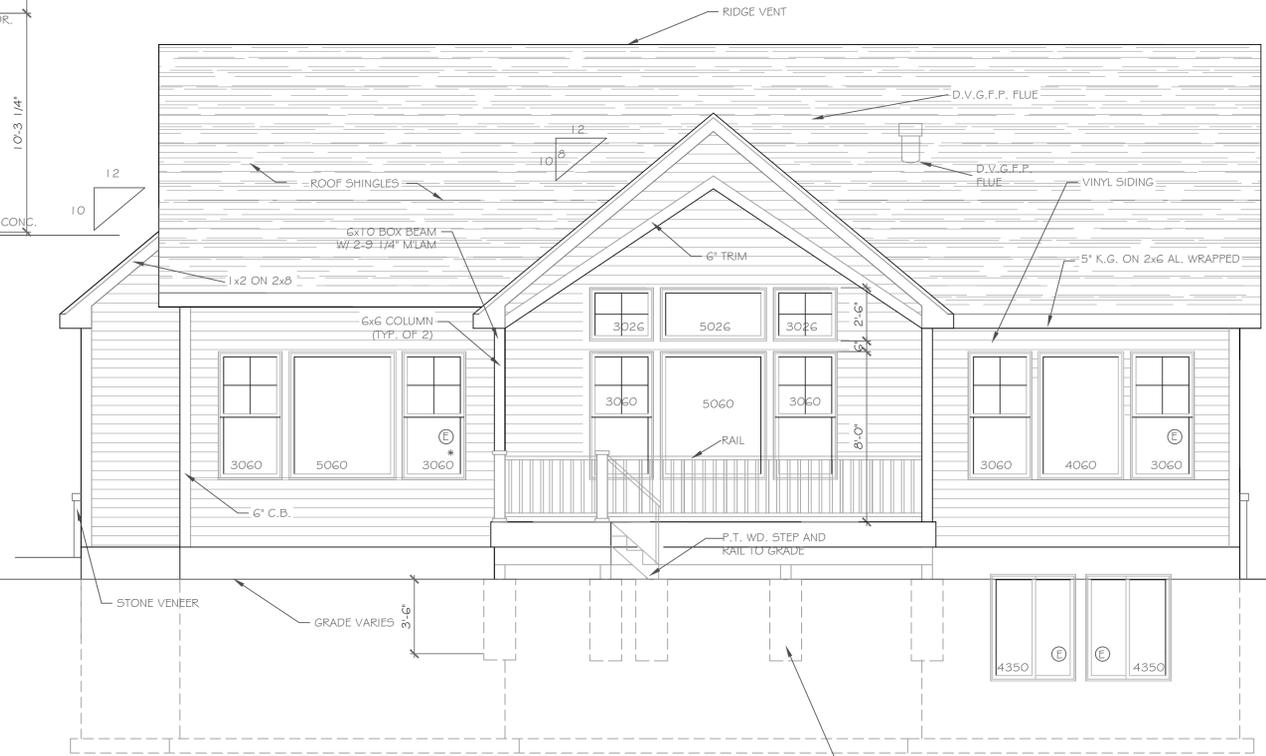 RIDGE VENT
OR.
D.V.G.F.P. FLUE
10'-3 1/4"
12
10
8
D.V.G.F.P.
FLUE
12
10
ROOF SHINGLES
VINYL SIDING
CONC.
6x10 BOX BEAM
W/ 2-9 1/4" M'LAM
6" TRIM
5" K.G. ON 2x6 AL. WRAPPED
1x2 ON 2x8
6x6 COLUMN
(TYP. OF 2)
3026
5026
3026
2'-6"
6"
3060
5060
3060
8'-0"
RAIL
E
*
E
3060
5060
3060
3060
4060
3060
6" C.B.
P.T. WD. STEP AND
RAIL TO GRADE
STONE VENEER
GRADE VARIES
3'-6"
4350
E
E
4350